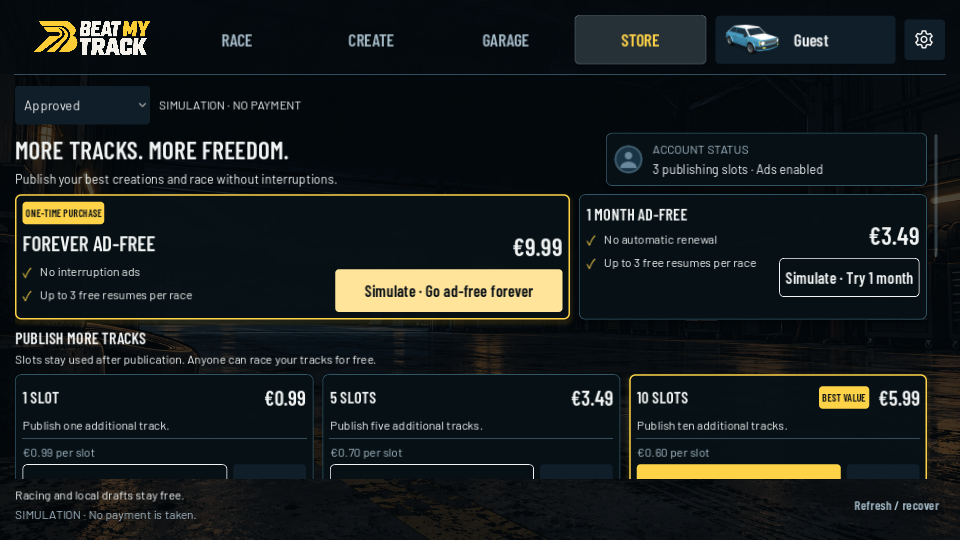 BEAT MY
TRACK
RACE
CREATE
GARAGE
STORE
Guest
Approved
SIMULATION · NO PAYMENT
MORE TRACKS. MORE FREEDOM.
Publish your best creations and race without interruptions.
ACCOUNT STATUS
3 publishing slots · Ads enabled
ONE-TIME PURCHASE
FOREVER AD-FREE
€9.99
✓ No interruption ads
✓ Up to 3 free resumes per race
Simulate · Go ad-free forever
1 MONTH AD-FREE
€3.49
✓ No automatic renewal
✓ Up to 3 free resumes per race
Simulate · Try 1 month
PUBLISH MORE TRACKS
Slots stay used after publication. Anyone can race your tracks for free.
1 SLOT
€0.99
Publish one additional track.
€0.99 per slot
5 SLOTS
€3.49
Publish five additional tracks.
€0.70 per slot
10 SLOTS
BEST VALUE
€5.99
Publish ten additional tracks.
€0.60 per slot
Racing and local drafts stay free.
SIMULATION · No payment is taken.
Refresh / recover